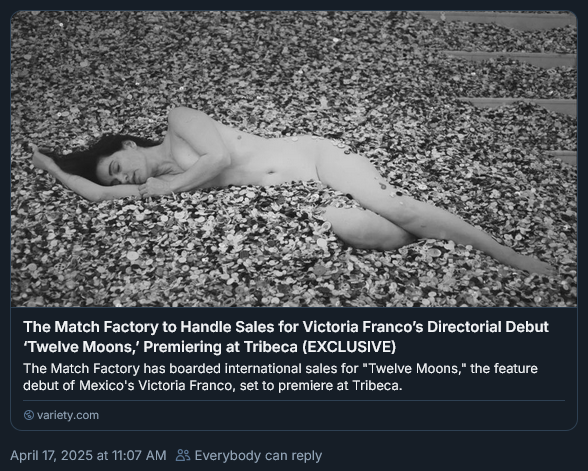 The Match Factory to Handle Sales for Victoria Franco's Directorial Debut
'Twelve Moons,' Premiering at Tribeca (EXCLUSIVE)
The Match Factory has boarded international sales for "Twelve Moons," the feature
debut of Mexico's Victoria Franco, set to premiere at Tribeca.
variety.com
April 17, 2025 at 11:07 AM Everybody can reply